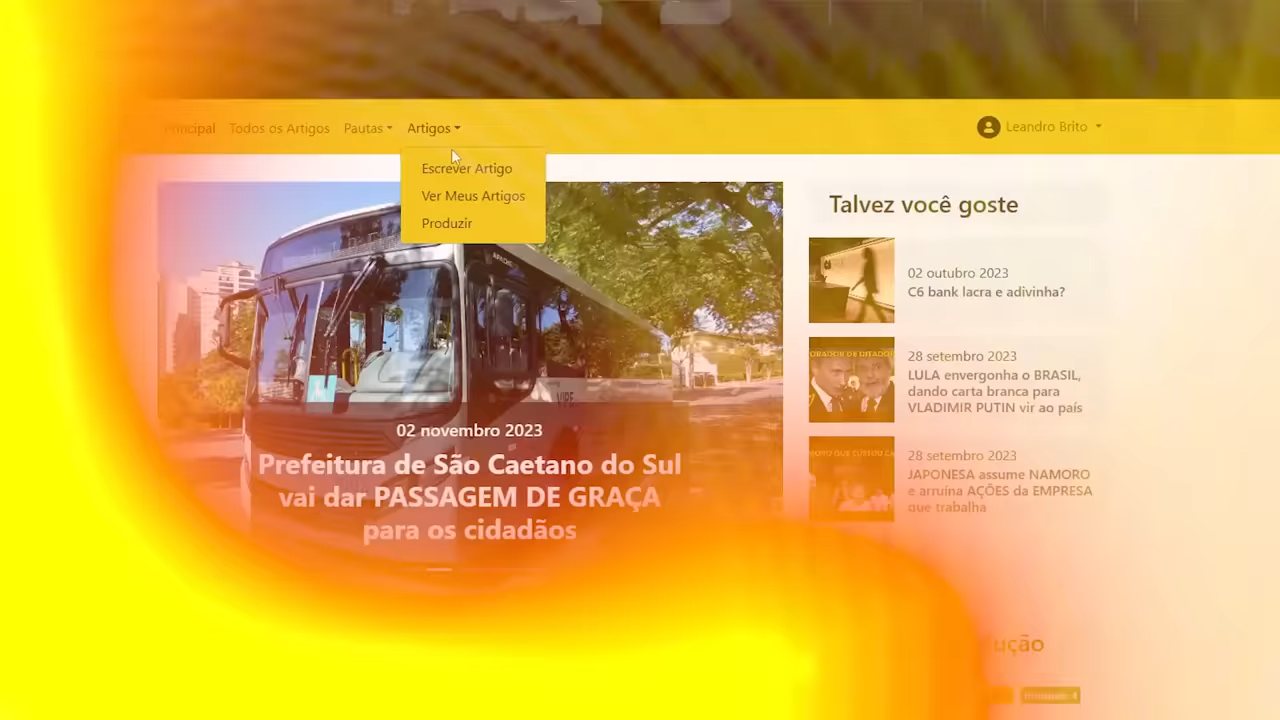 Principal Todos os Artigos Pautas Artigos Leandro Brito
Escrever Artigo
Ver Meus Artigos
Produzir
02 novembro 2023
Prefeitura de São Caetano do Sul
vai dar PASSAGEM DE GRAÇA
para os cidadãos
Talvez você goste
02 outubro 2023
C6 bank lacra e adivinha?
28 setembro 2023
LULA envergonha o BRASIL,
dando carta branca para
VLADIMIR PUTIN vir ao país
28 setembro 2023
JAPONESA assume NAMORO
e arruína AÇÕES da EMPRESA
que trabalha